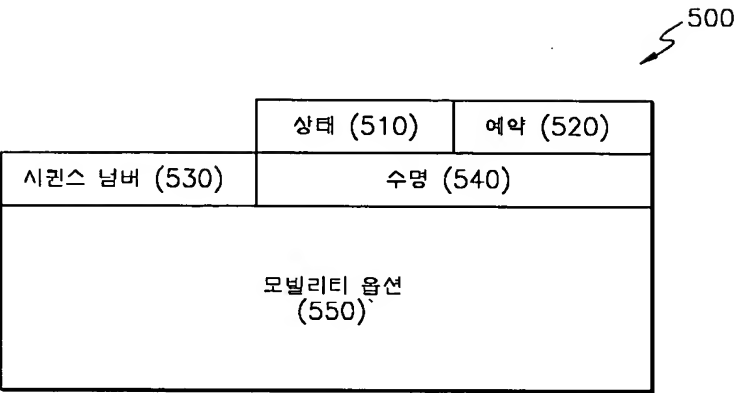 500
상태 (510)
예약 (520)
시퀀스 넘버 (530)
수명 (540)
모빌리티 옵션
(550)